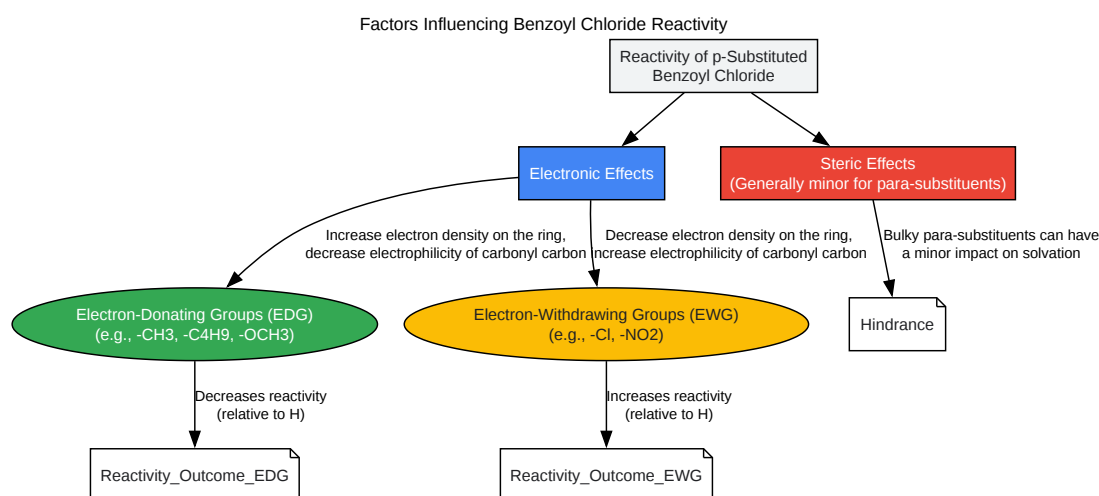 Factors Influencing Benzoyl Chloride Reactivity
Reactivity of p-Substituted
Benzoyl Chloride
Electronic Effects
Steric Effects
(Generally minor for para-substituents)
Increase electron density on the ring,
decrease electrophilicity of carbonyl carbon
Decrease electron density on the ring,
increase electrophilicity of carbonyl carbon
Bulky para-substituents can have
a minor impact on solvation
Electron-Donating Groups (EDG)
(e.g., -CH3, -C4H9, -OCH3)
Electron-Withdrawing Groups (EWG)
(e.g., -Cl, -NO2)
Hindrance
Decreases reactivity
(relative to H)
Increases reactivity
(relative to H)
Reactivity_Outcome_EDG
Reactivity_Outcome_EWG